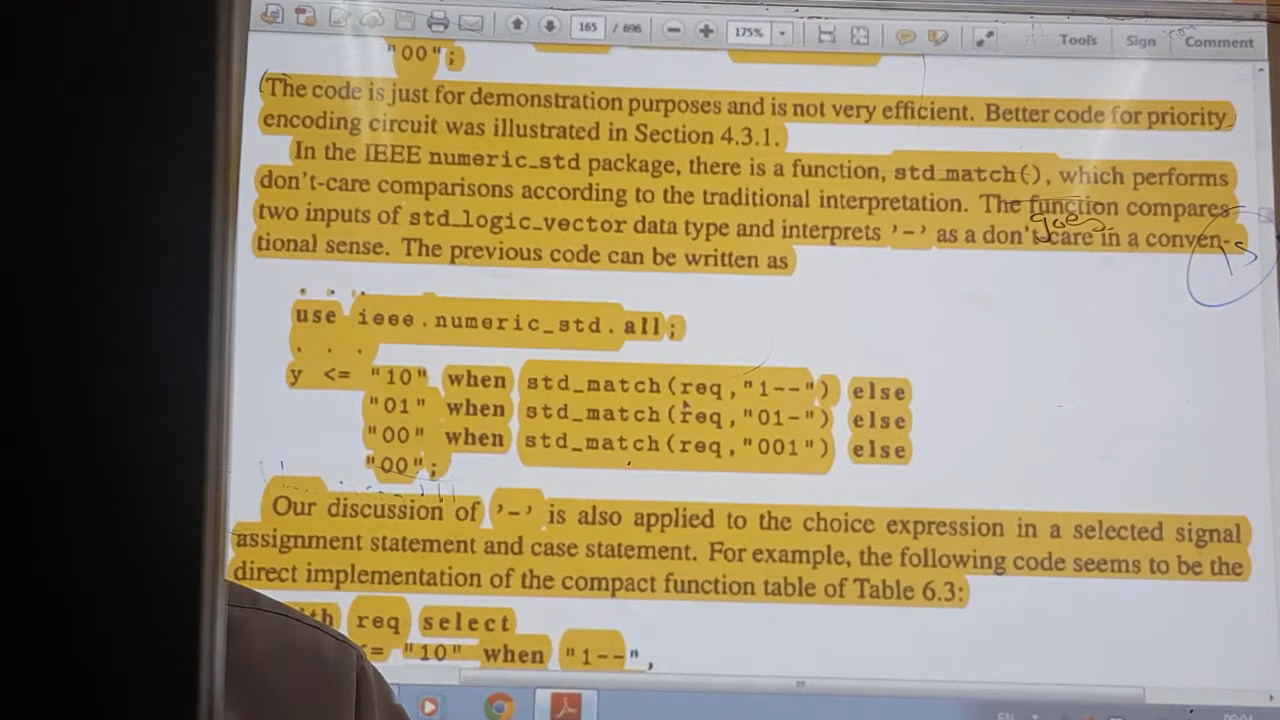 165 / 696 175% Tools Sign Comment
"00";
(The code is just for demonstration purposes and is not very efficient. Better code for priority
encoding circuit was illustrated in Section 4.3.1.
In the IEEE numeric_std package, there is a function, std_match(), which performs
don't-care comparisons according to the traditional interpretation. The function compares
two inputs of std_logic_vector data type and interprets '-' as a don't care in a conven-
goes
tional sense. The previous code can be written as
. . .
use ieee.numeric_std.all;
. . .
y <= "10" when std_match(req,"1--") else
"01" when std_match(req,"01-") else
"00" when std_match(req,"001") else
"00";
Our discussion of '-' is also applied to the choice expression in a selected signal
assignment statement and case statement. For example, the following code seems to be the
direct implementation of the compact function table of Table 6.3:
req select
<= "10" when "1--",
EN